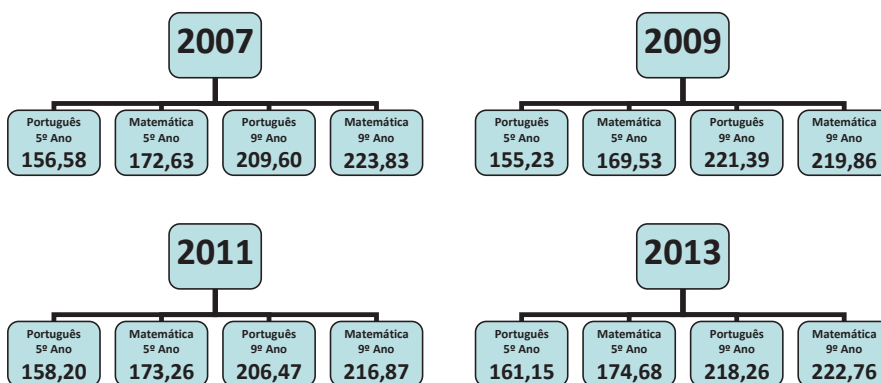 2007
Português
5º Ano
156,58
Matemática
5º Ano
172,63
Português
9º Ano
209,60
Matemática
9º Ano
223,83
2009
Português
5º Ano
155,23
Matemática
5º Ano
169,53
Português
9º Ano
221,39
Matemática
9º Ano
219,86
2011
Português
5º Ano
158,20
Matemática
5º Ano
173,26
Português
9º Ano
206,47
Matemática
9º Ano
216,87
2013
Português
5º Ano
161,15
Matemática
5º Ano
174,68
Português
9º Ano
218,26
Matemática
9º Ano
222,76